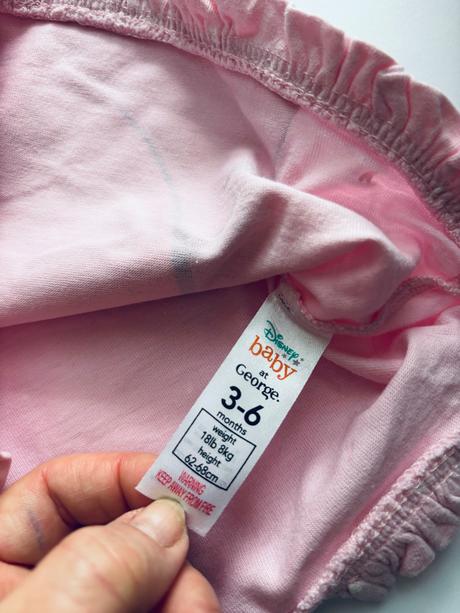 Disney
baby
at
George.
3-6
months
weight
18lb 8kg
height
62-68cm
WARNING
KEEP AWAY FROM FIRE